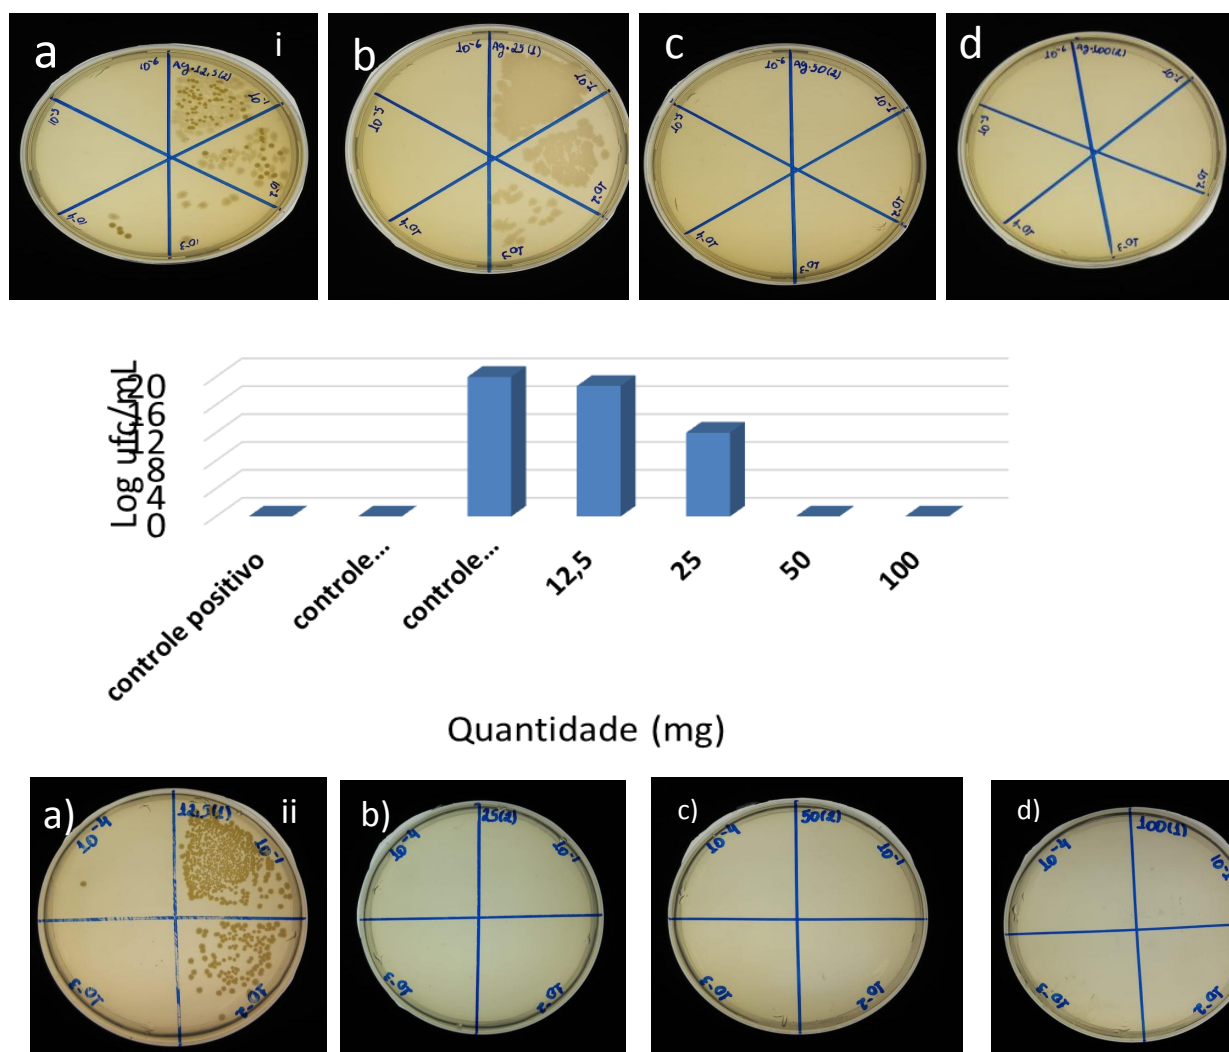 a
i
10⁻⁶
Ag.12,5(2)
10⁻¹
10⁻²
10⁻³
10⁻⁴
10⁻⁵
b
10⁻⁶
Ag.25(1)
10⁻¹
10⁻²
10⁻³
10⁻⁴
10⁻⁵
c
10⁻⁶
Ag.50(2)
10⁻¹
10⁻²
10⁻³
10⁻⁴
10⁻⁵
d
10⁻⁶
Ag.100(2)
10⁻¹
10⁻²
10⁻³
10⁻⁴
10⁻⁵
Log ufc/mL
20
16
12
8
4
0
controle positivo
controle...
controle...
12,5
25
50
100
Quantidade (mg)
a)
ii
10⁻⁴
12,5(1)
10⁻¹
10⁻³
10⁻²
b)
10⁻⁴
25(2)
10⁻¹
10⁻³
10⁻²
c)
10⁻⁴
50(2)
10⁻¹
10⁻³
10⁻²
d)
10⁻⁴
100(1)
10⁻³
10⁻²